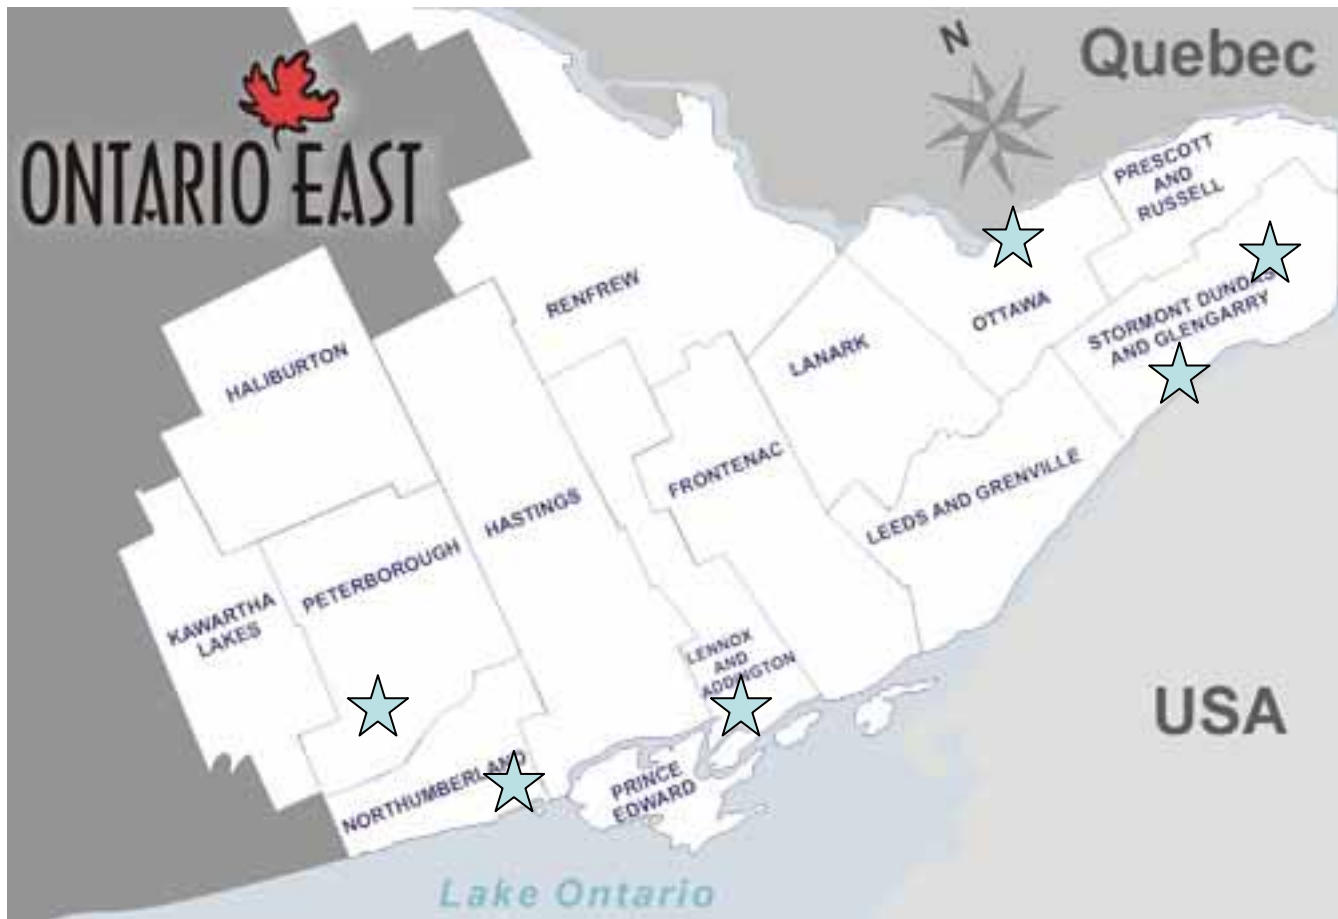 N
Quebec
ONTARIO EAST
PRESCOTT
AND
RUSSELL
RENFREW
OTTAWA
STORMONT DUNDAS
AND GLENGARRY
HALIBURTON
LANARK
FRONTENAC
HASTINGS
LEEDS AND GRENVILLE
PETERBOROUGH
KAWARTHA
LAKES
LENNOX
AND
ADDINGTON
USA
NORTHUMBERLAND
PRINCE
EDWARD
Lake Ontario